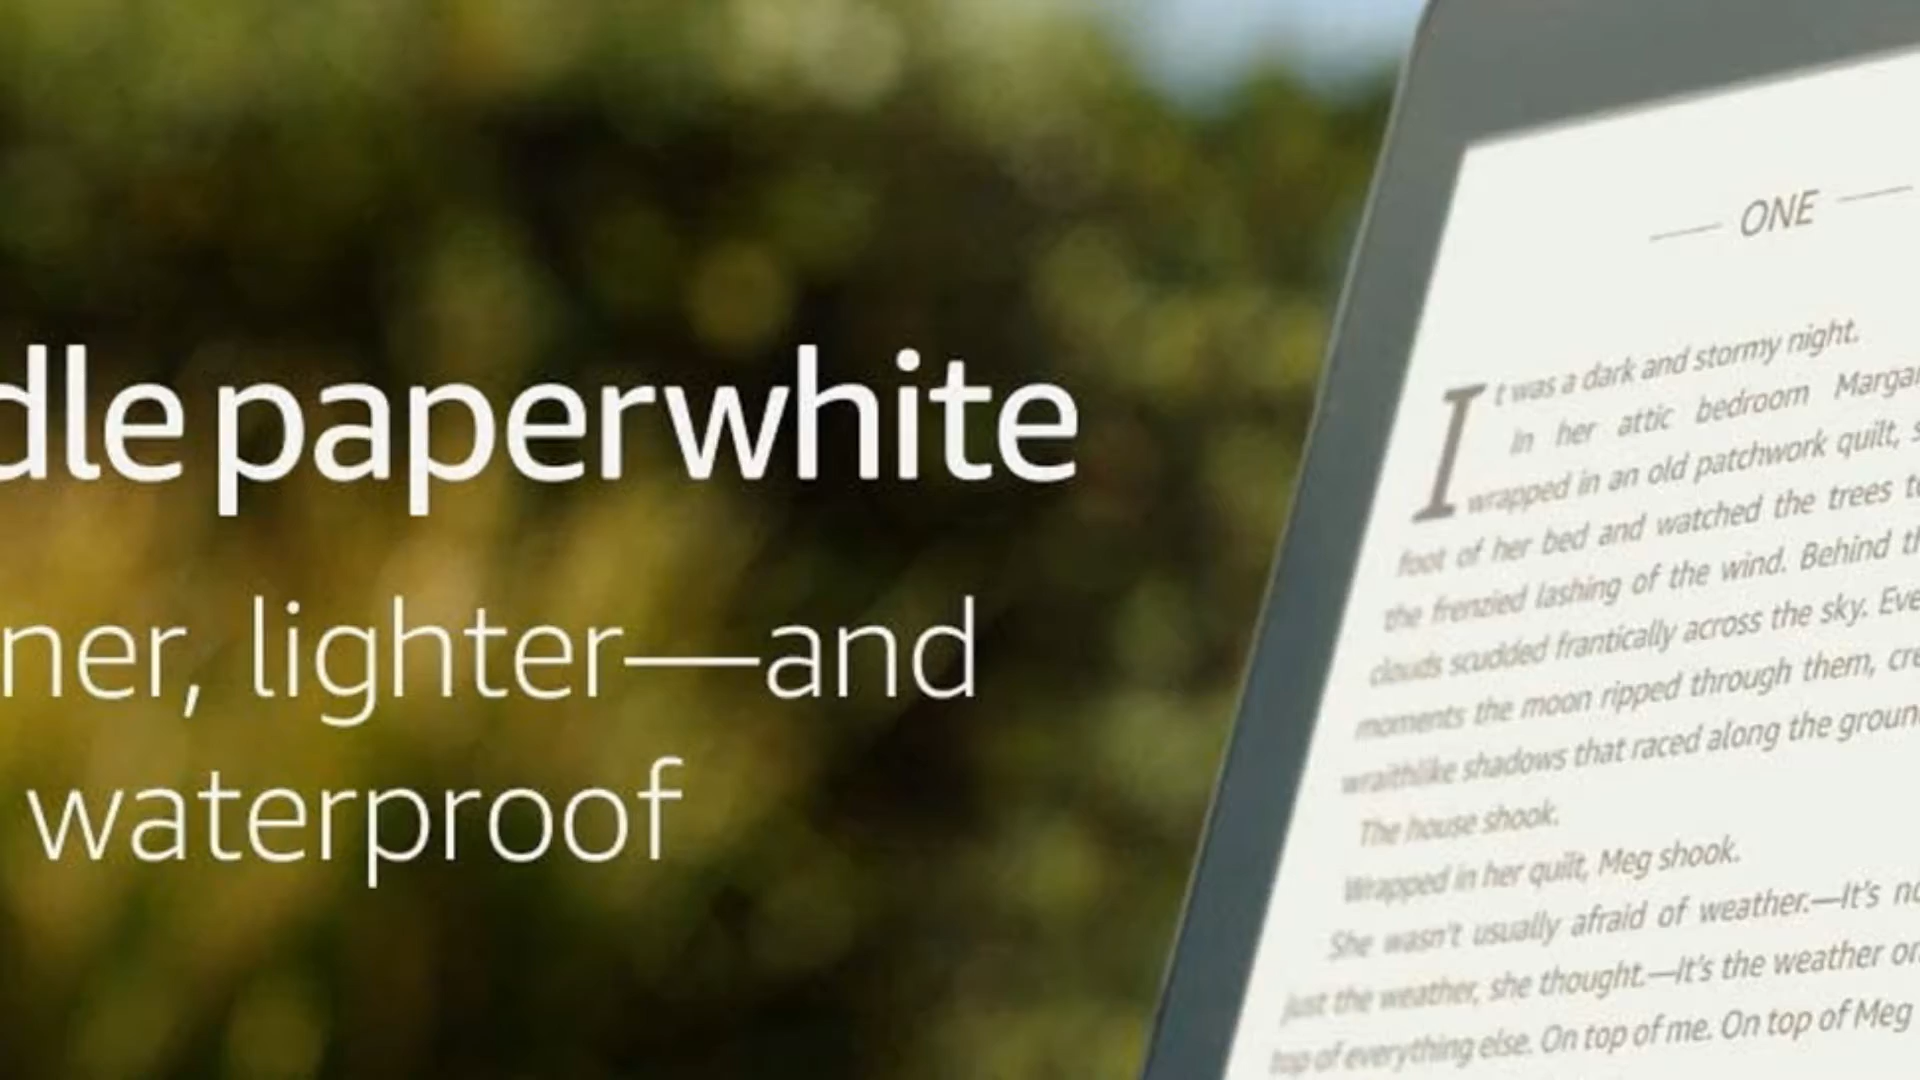 dle paperwhite
ner, lighter—and
waterproof
ONE
It was a dark and stormy night.
In her attic bedroom Margar
wrapped in an old patchwork quilt, s
foot of her bed and watched the trees t
the frenzied lashing of the wind. Behind th
clouds scudded frantically across the sky. Eve
moments the moon ripped through them, cre
wraithlike shadows that raced along the groun
The house shook.
Wrapped in her quilt, Meg shook.
She wasn't usually afraid of weather.—It's no
just the weather, she thought.—It's the weather on
top of everything else. On top of me. On top of Meg